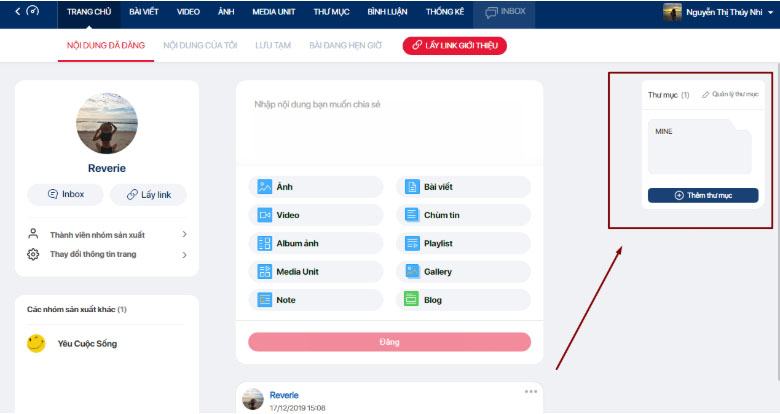 TRANG CHỦ BÀI VIẾT VIDEO ẢNH MEDIA UNIT THƯ MỤC BÌNH LUẬN THỐNG KÊ INBOX Nguyễn Thị Thúy Nhi
NỘI DUNG ĐÃ ĐĂNG NỘI DUNG CỦA TÔI LƯU TẠM BÀI ĐANG HẸN GIỜ LẤY LINK GIỚI THIỆU
Reverie
Inbox Lấy link
Thành viên nhóm sản xuất
Thay đổi thông tin trang
Các nhóm sản xuất khác (1)
Yêu Cuộc Sống
Nhập nội dung bạn muốn chia sẻ
Ảnh Bài viết
Video Chùm tin
Album ảnh Playlist
Media Unit Gallery
Note Blog
Đăng
Reverie
17/12/2019 15:08
Thư mục (1) Quản lý thư mục
MINE
Thêm thư mục